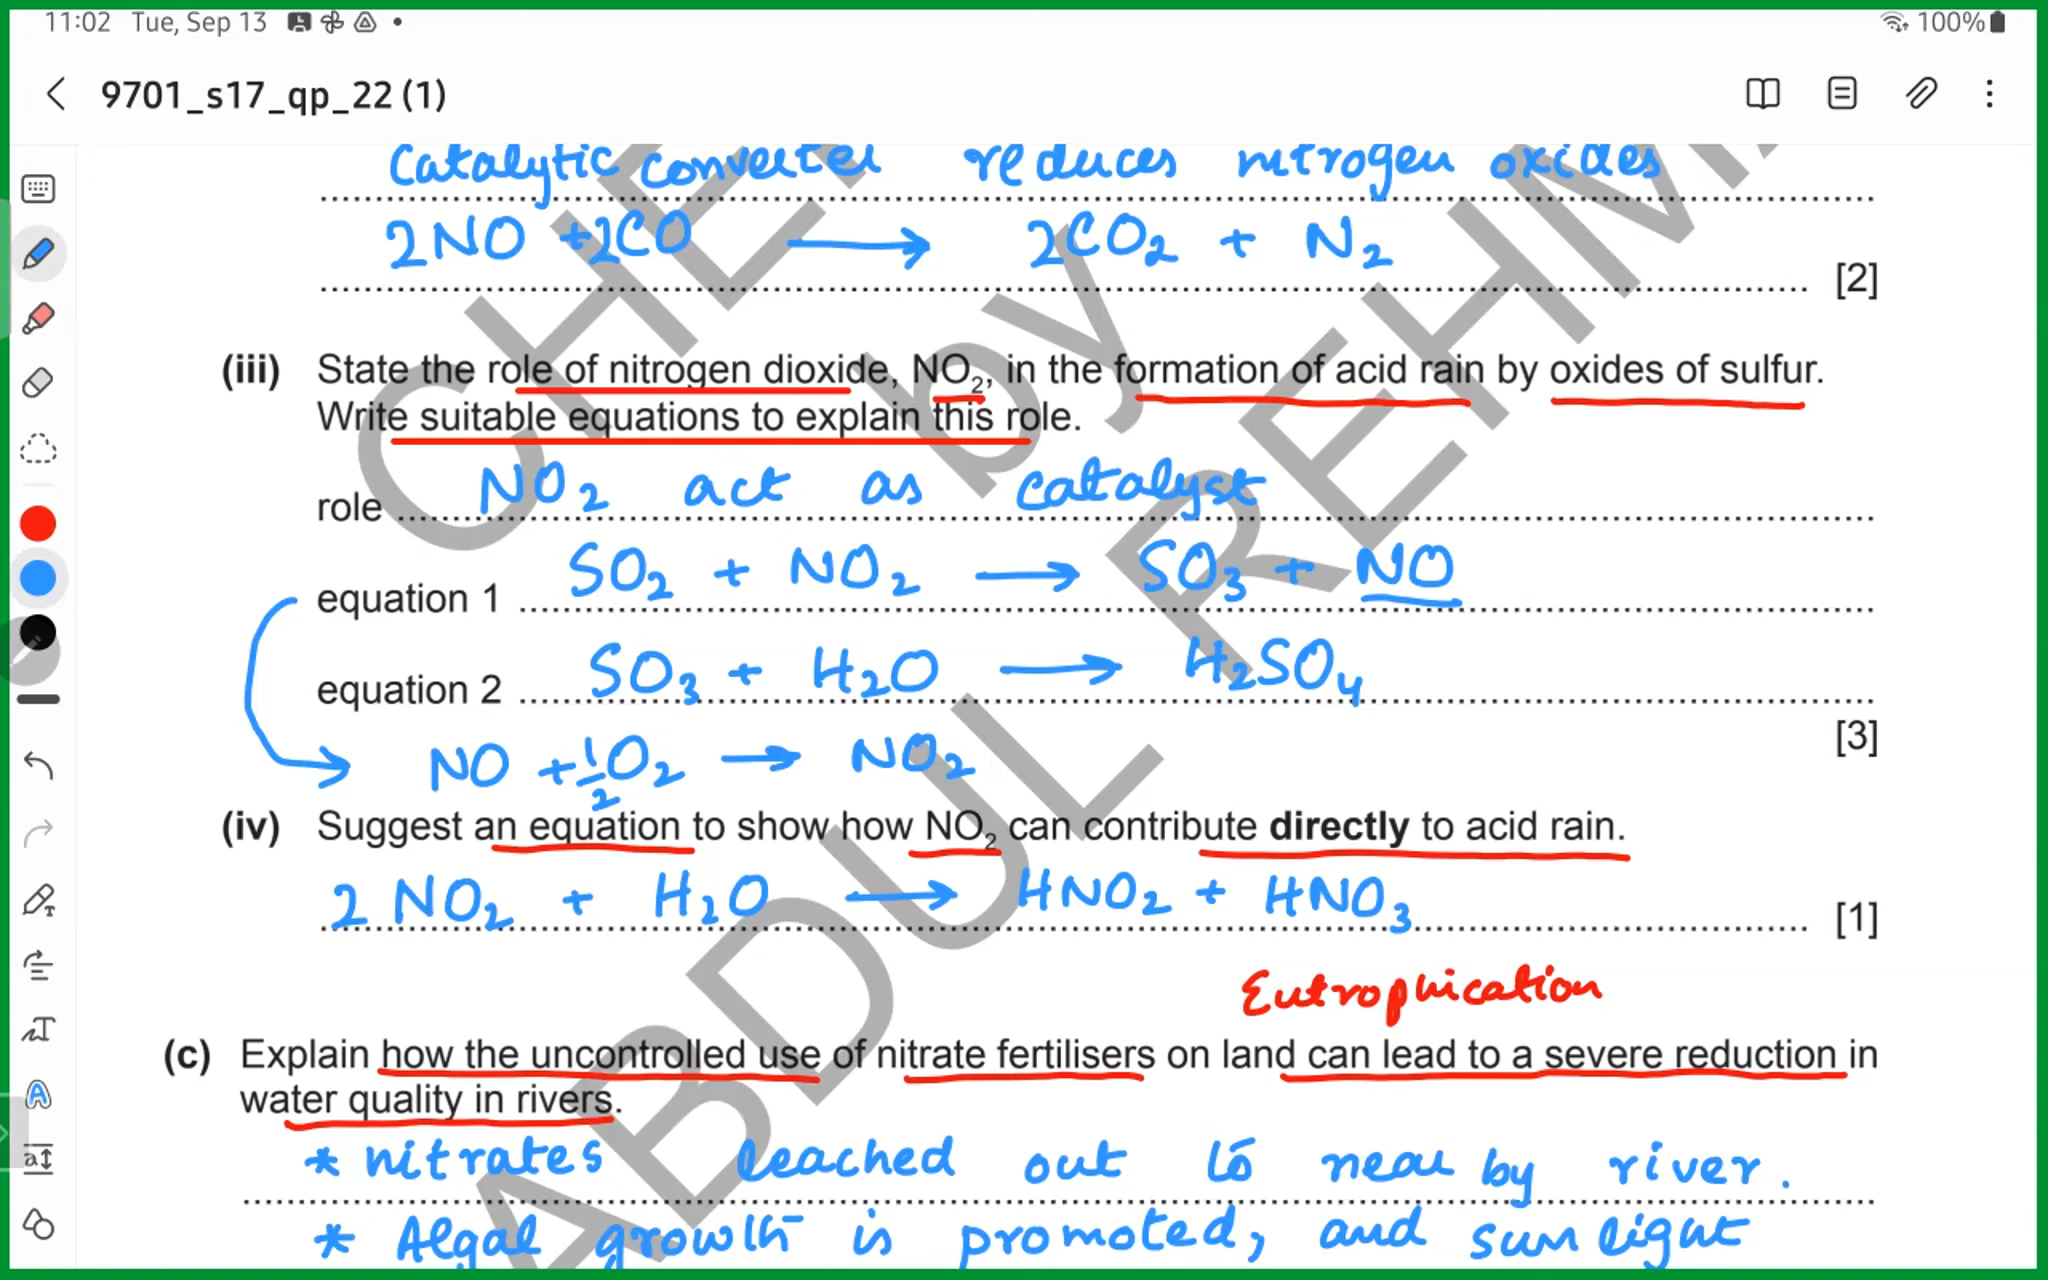 11:02 Tue, Sep 13
100%
9701_s17_qp_22 (1)
Catalytic converter reduces nitrogen oxides
2NO + 2CO → 2CO₂ + N₂
[2]
(iii) State the role of nitrogen dioxide, NO₂, in the formation of acid rain by oxides of sulfur.
Write suitable equations to explain this role.
role NO₂ act as catalyst
equation 1 SO₂ + NO₂ → SO₃ + NO
equation 2 SO₃ + H₂O → H₂SO₄
[3]
NO + 1/2 O₂ → NO₂
(iv) Suggest an equation to show how NO₂ can contribute directly to acid rain.
2 NO₂ + H₂O → HNO₂ + HNO₃ [1]
Eutrophication
(c) Explain how the uncontrolled use of nitrate fertilisers on land can lead to a severe reduction in
water quality in rivers.
* nitrates leached out to near by river.
* Algal growth is promoted, and sun light
by
ABDUL REHM